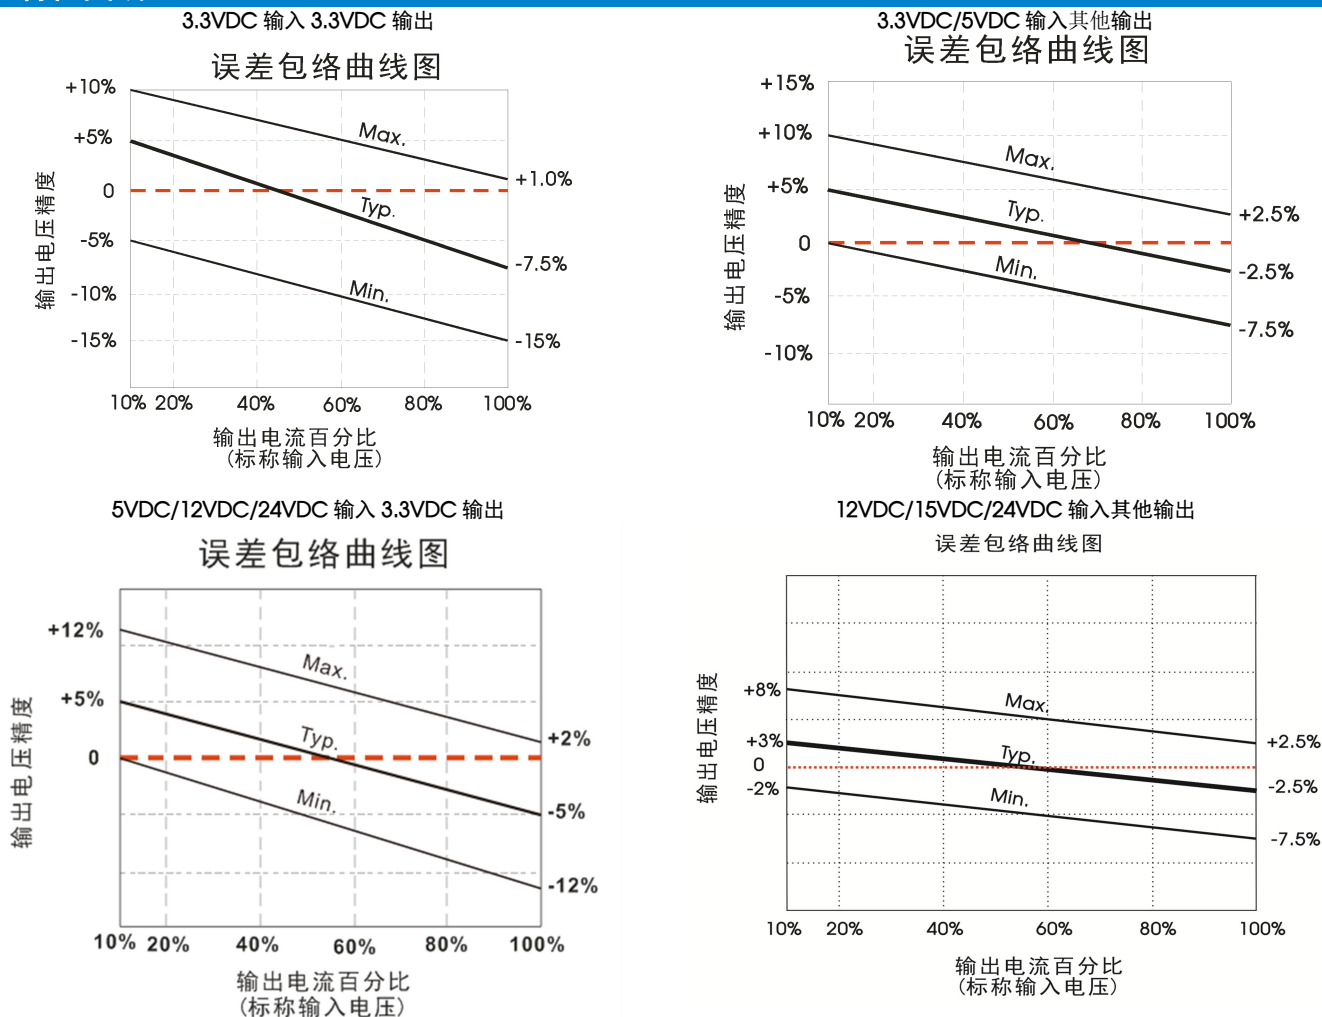 3.3VDC 输入 3.3VDC 输出
误差包络曲线图
+10%
+5%
0
-5%
-10%
-15%
输出电压精度
Max.
Typ.
Min.
+1.0%
-7.5%
-15%
10% 20% 40% 60% 80% 100%
输出电流百分比
(标称输入电压)
3.3VDC/5VDC 输入其他输出
误差包络曲线图
+15%
+10%
+5%
0
-5%
-10%
输出电压精度
Max.
Typ.
Min.
+2.5%
-2.5%
-7.5%
10% 20% 40% 60% 80% 100%
输出电流百分比
(标称输入电压)
5VDC/12VDC/24VDC 输入 3.3VDC 输出
误差包络曲线图
+12%
+5%
0
输出电压精度
Max.
Typ.
Min.
+2%
-5%
-12%
10% 20% 40% 60% 80% 100%
输出电流百分比
(标称输入电压)
12VDC/15VDC/24VDC 输入其他输出
误差包络曲线图
+8%
+3%
0
-2%
输出电压精度
Max.
Typ.
Min.
+2.5%
-2.5%
-7.5%
10% 20% 40% 60% 80% 100%
输出电流百分比
(标称输入电压)